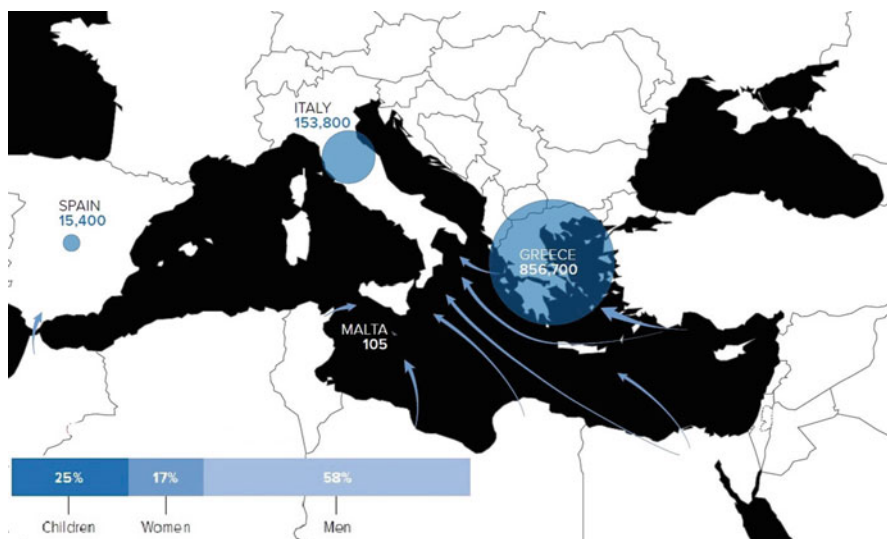 ITALY
153,800
SPAIN
15,400
GREECE
856,700
MALTA
105
25% 17% 58%
Children Women Men